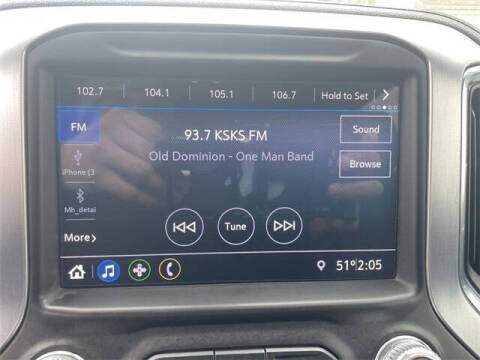 102.7 104.1 105.1 106.7 Hold to Set
FM
93.7 KSKS FM
Sound
Old Dominion - One Man Band
iPhone (3
Browse
Mh_detai
Tune
More
51° 2:05